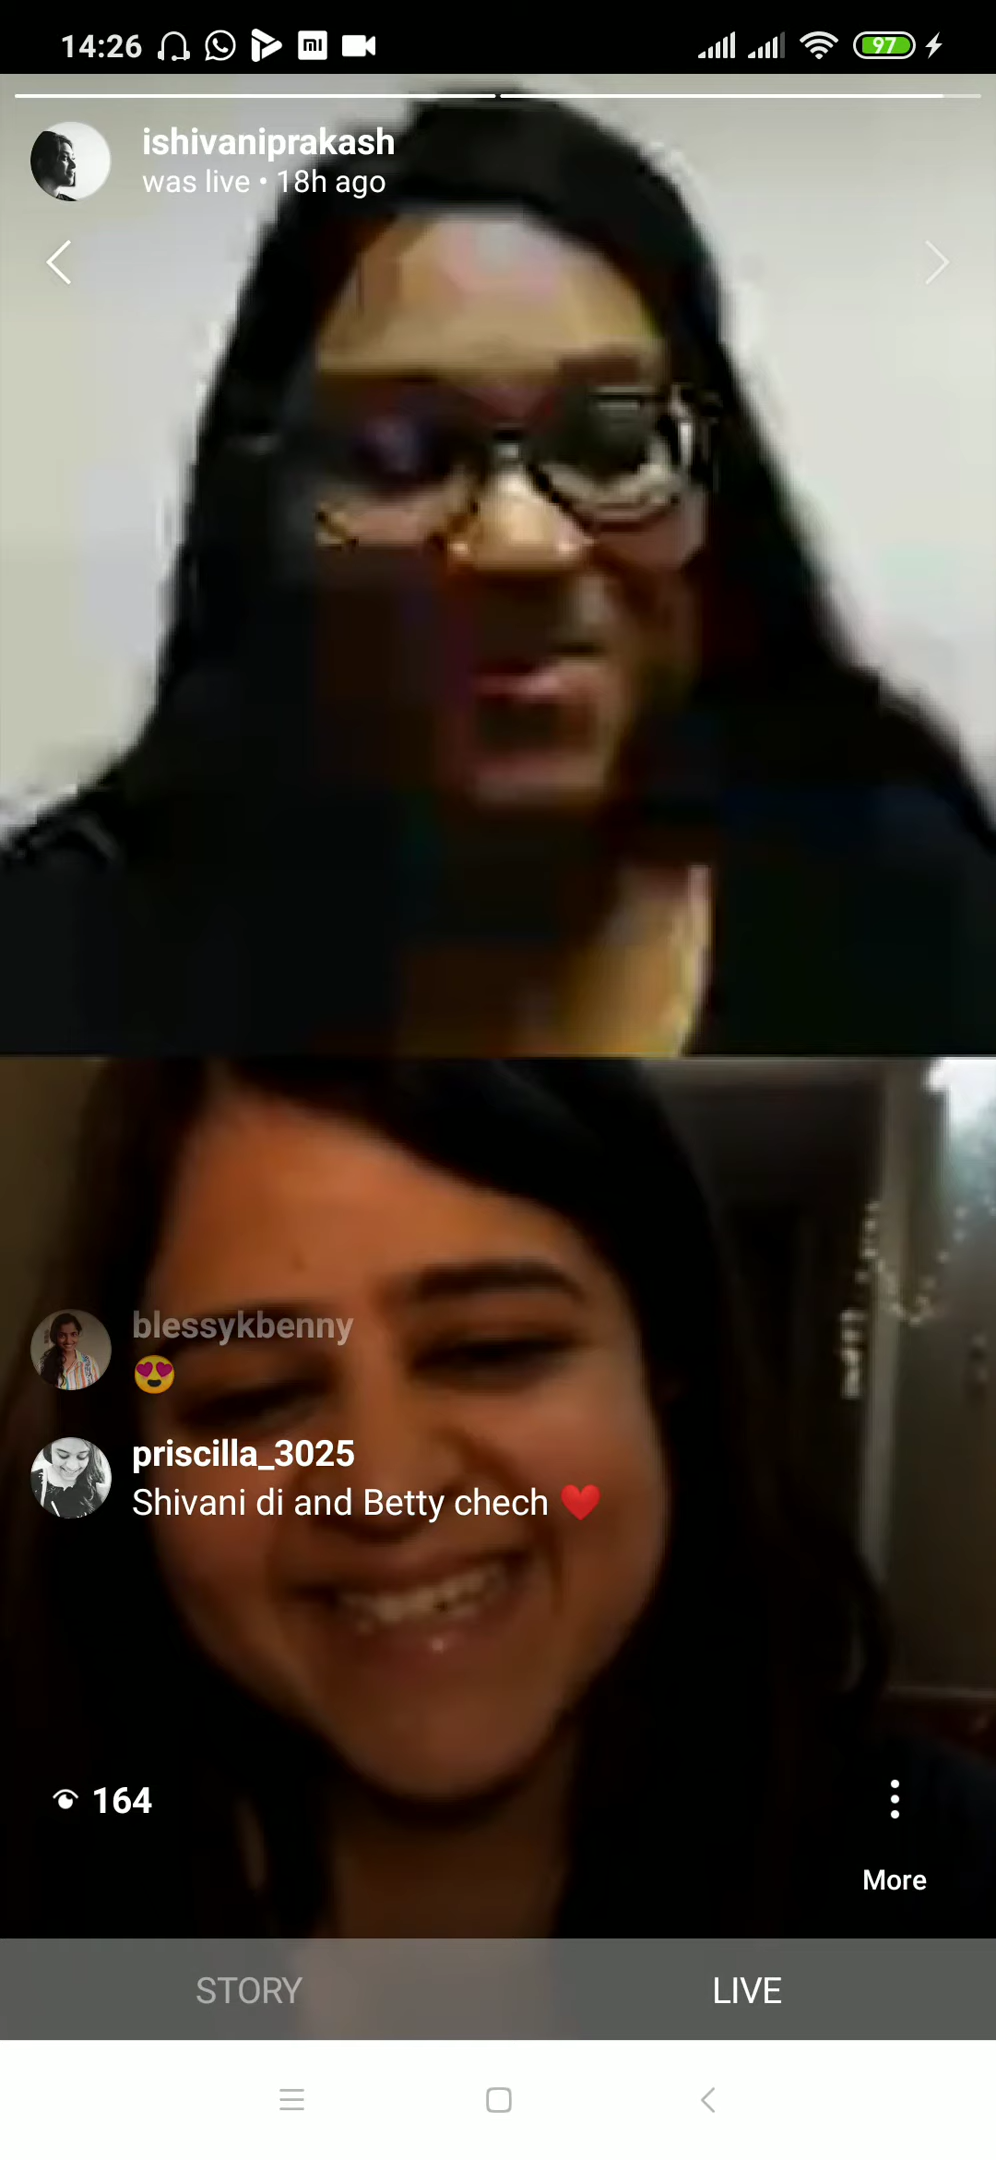 14:26
97
ishivaniprakash
was live • 18h ago
blessykbenny
😍
priscilla_3025
Shivani di and Betty chech ❤️
164
More
STORY
LIVE